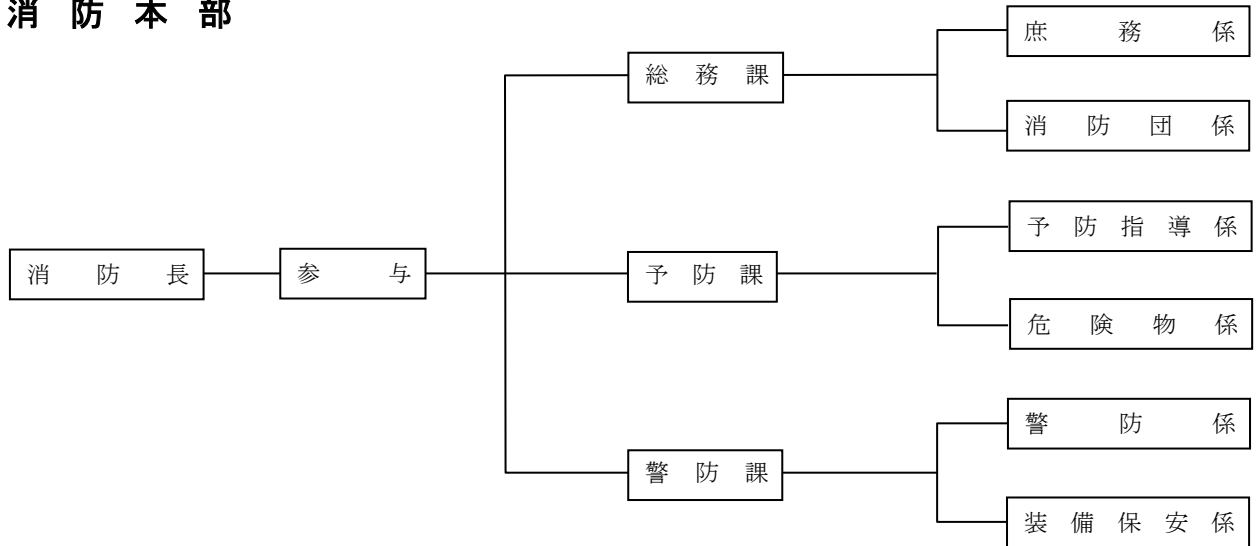 消防本部
庶務係
総務課
消防団係
予防指導係
消防長
参与
予防課
危険物係
警防係
警防課
装備保安係